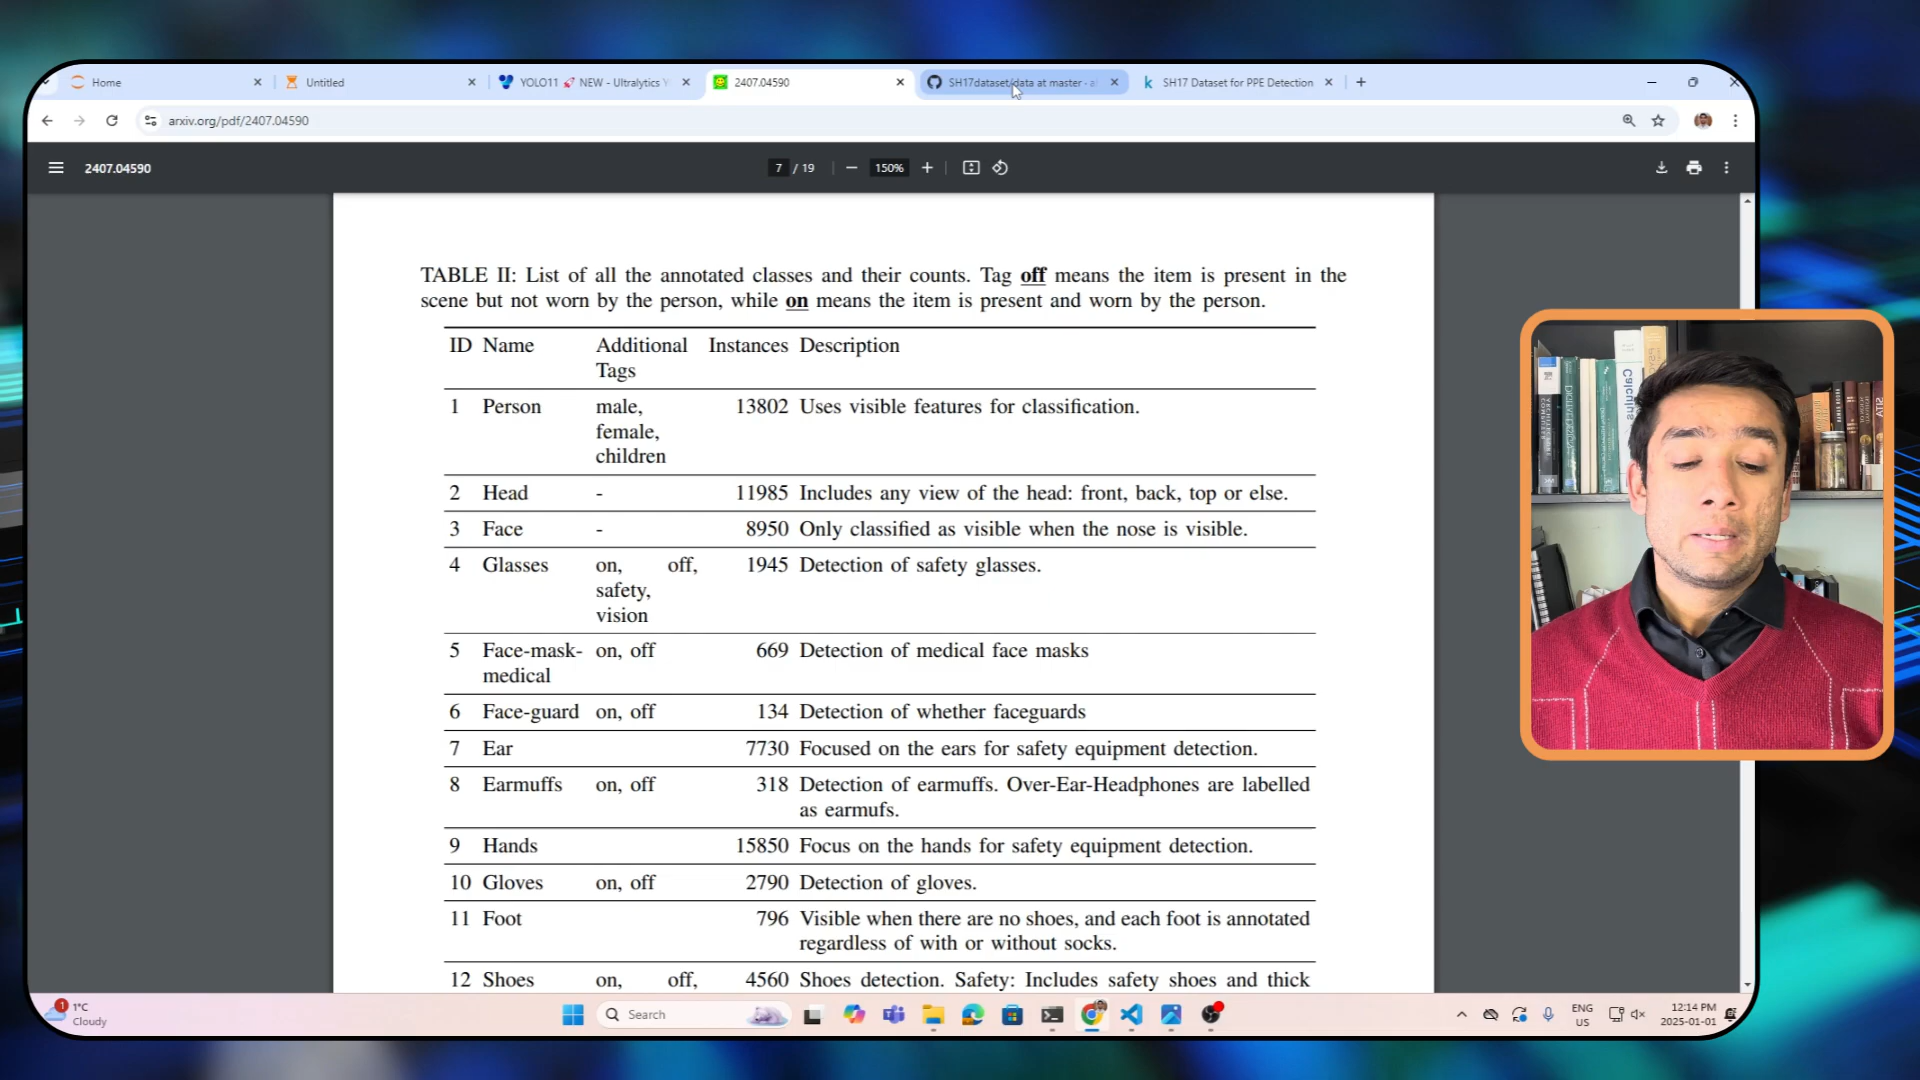 Home
Untitled
YOLO11 🚀 NEW - Ultralytics Y
2407.04590
SH17dataset/data at master - a
SH17 Dataset for PPE Detection
arxiv.org/pdf/2407.04590
2407.04590
7 / 19
150%
TABLE II: List of all the annotated classes and their counts. Tag off means the item is present in the
scene but not worn by the person, while on means the item is present and worn by the person.
ID Name Additional Tags Instances Description
1 Person male, female, children 13802 Uses visible features for classification.
2 Head - 11985 Includes any view of the head: front, back, top or else.
3 Face - 8950 Only classified as visible when the nose is visible.
4 Glasses on, off, safety, vision 1945 Detection of safety glasses.
5 Face-mask-medical on, off 669 Detection of medical face masks
6 Face-guard on, off 134 Detection of whether faceguards
7 Ear 7730 Focused on the ears for safety equipment detection.
8 Earmuffs on, off 318 Detection of earmuffs. Over-Ear-Headphones are labelled
as earmufs.
9 Hands 15850 Focus on the hands for safety equipment detection.
10 Gloves on, off 2790 Detection of gloves.
11 Foot 796 Visible when there are no shoes, and each foot is annotated
regardless of with or without socks.
12 Shoes on, off, 4560 Shoes detection. Safety: Includes safety shoes and thick
1
1°C
Cloudy
Search
ENG
US
12:14 PM
2025-01-01